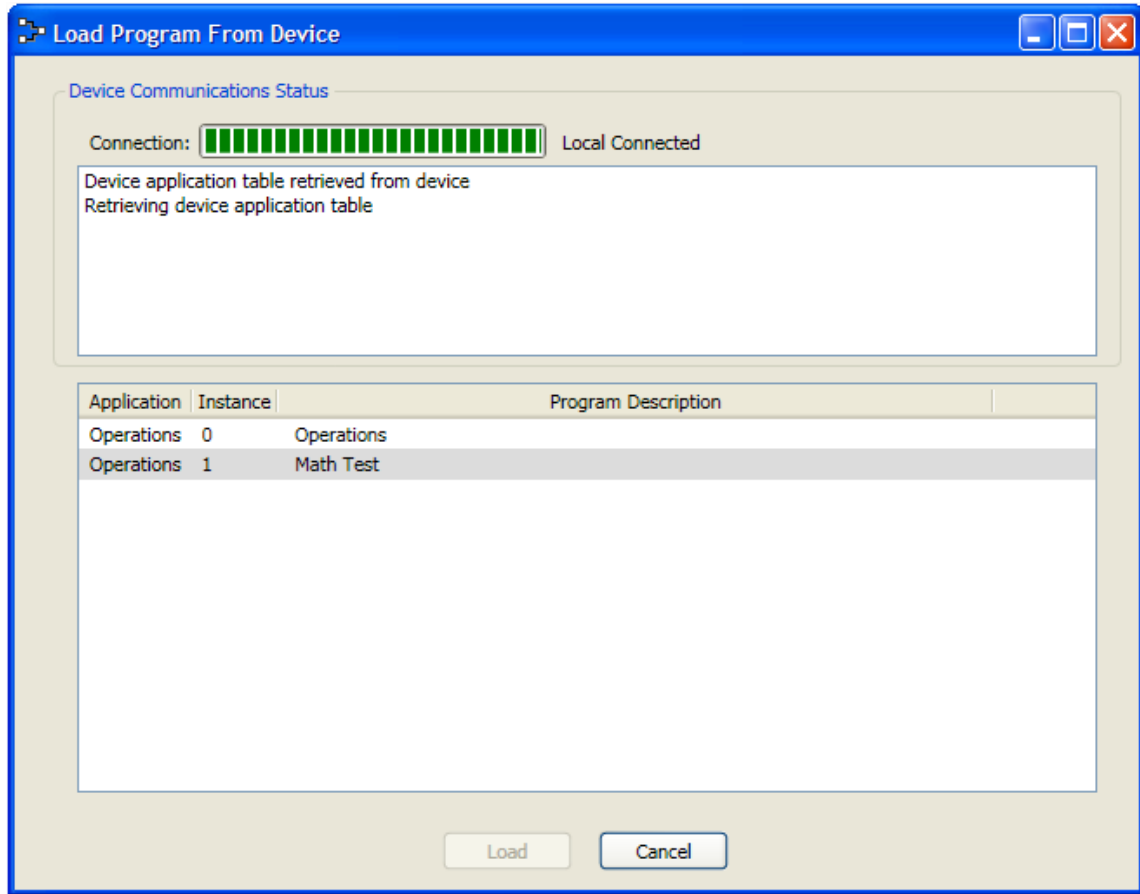 Load Program From Device
Device Communications Status
Connection: Local Connected
Device application table retrieved from device
Retrieving device application table
Application Instance Program Description
Operations 0 Operations
Operations 1 Math Test
Load Cancel